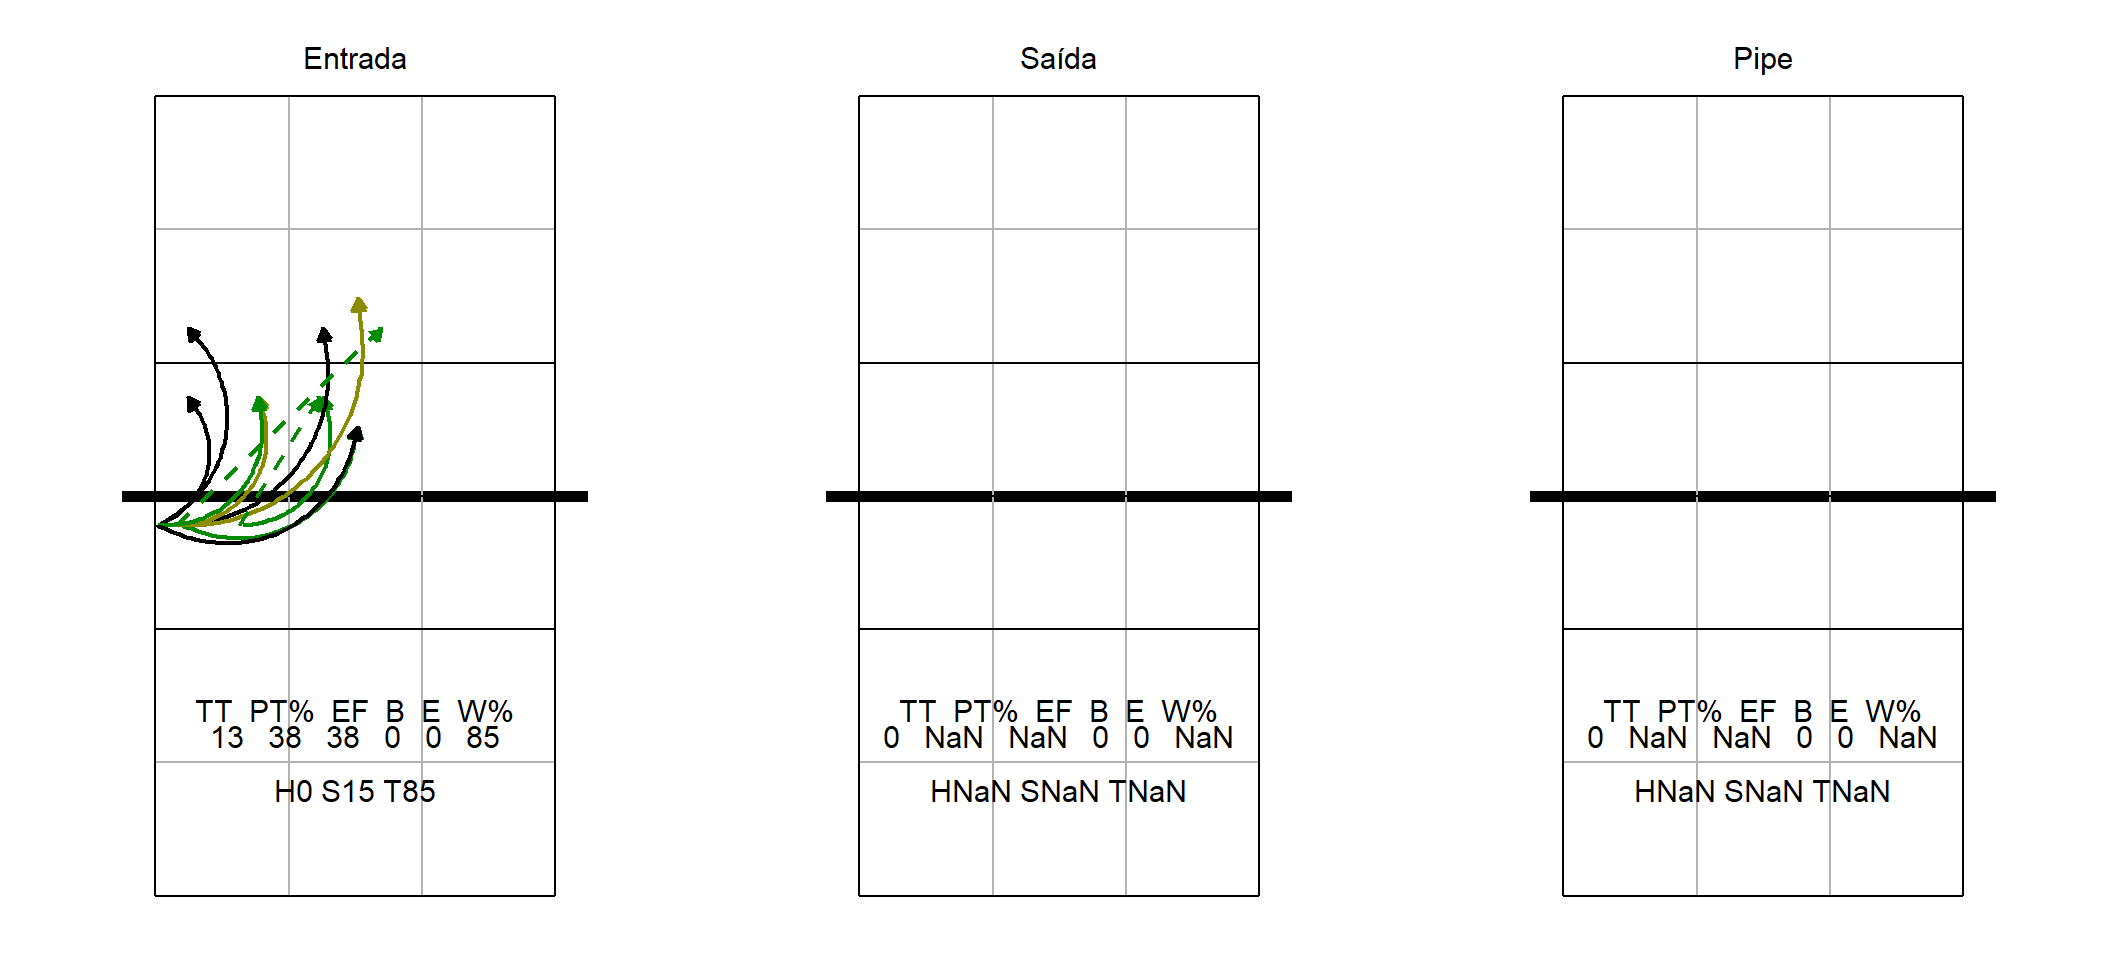 Entrada
TT PT% EF B E W%
13 38 38 0 0 85
H0 S15 T85
Saída
TT PT% EF B E W%
0 NaN NaN 0 0 NaN
HNaN SNaN TNaN
Pipe
TT PT% EF B E W%
0 NaN NaN 0 0 NaN
HNaN SNaN TNaN